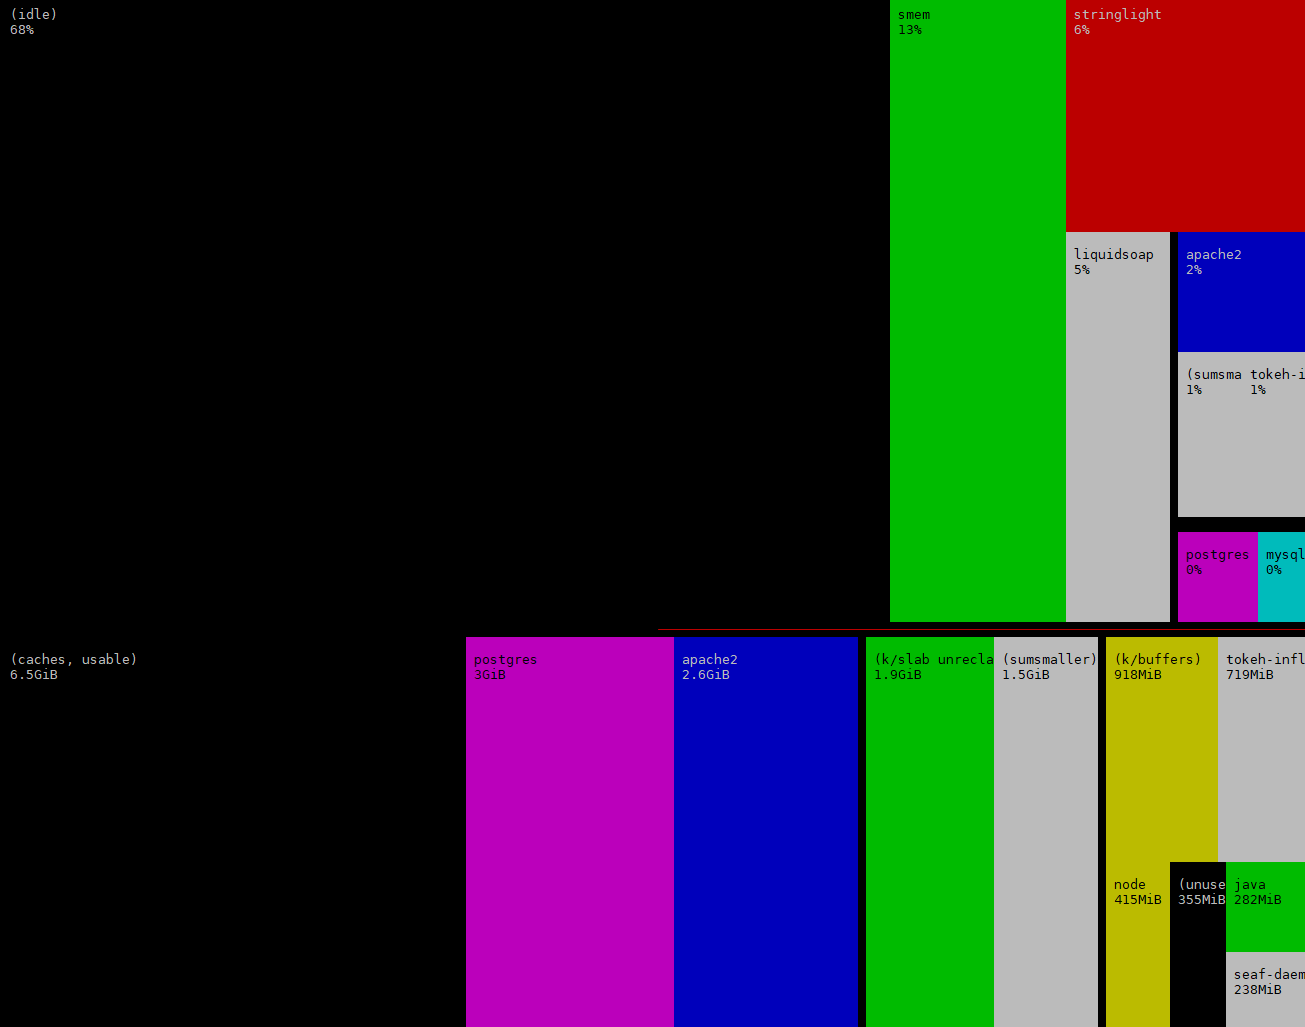 (idle)
68%
smem
13%
stringlight
6%
liquidsoap
5%
apache2
2%
(sumsma tokeh-i
1% 1%
postgres mysql
0% 0%
(caches, usable)
6.5GiB
postgres
3GiB
apache2
2.6GiB
(k/slab unrecla
1.9GiB
(sumsmaller)
1.5GiB
(k/buffers)
918MiB
tokeh-infl
719MiB
node
415MiB
(unuse
355MiB
java
282MiB
seaf-daem
238MiB